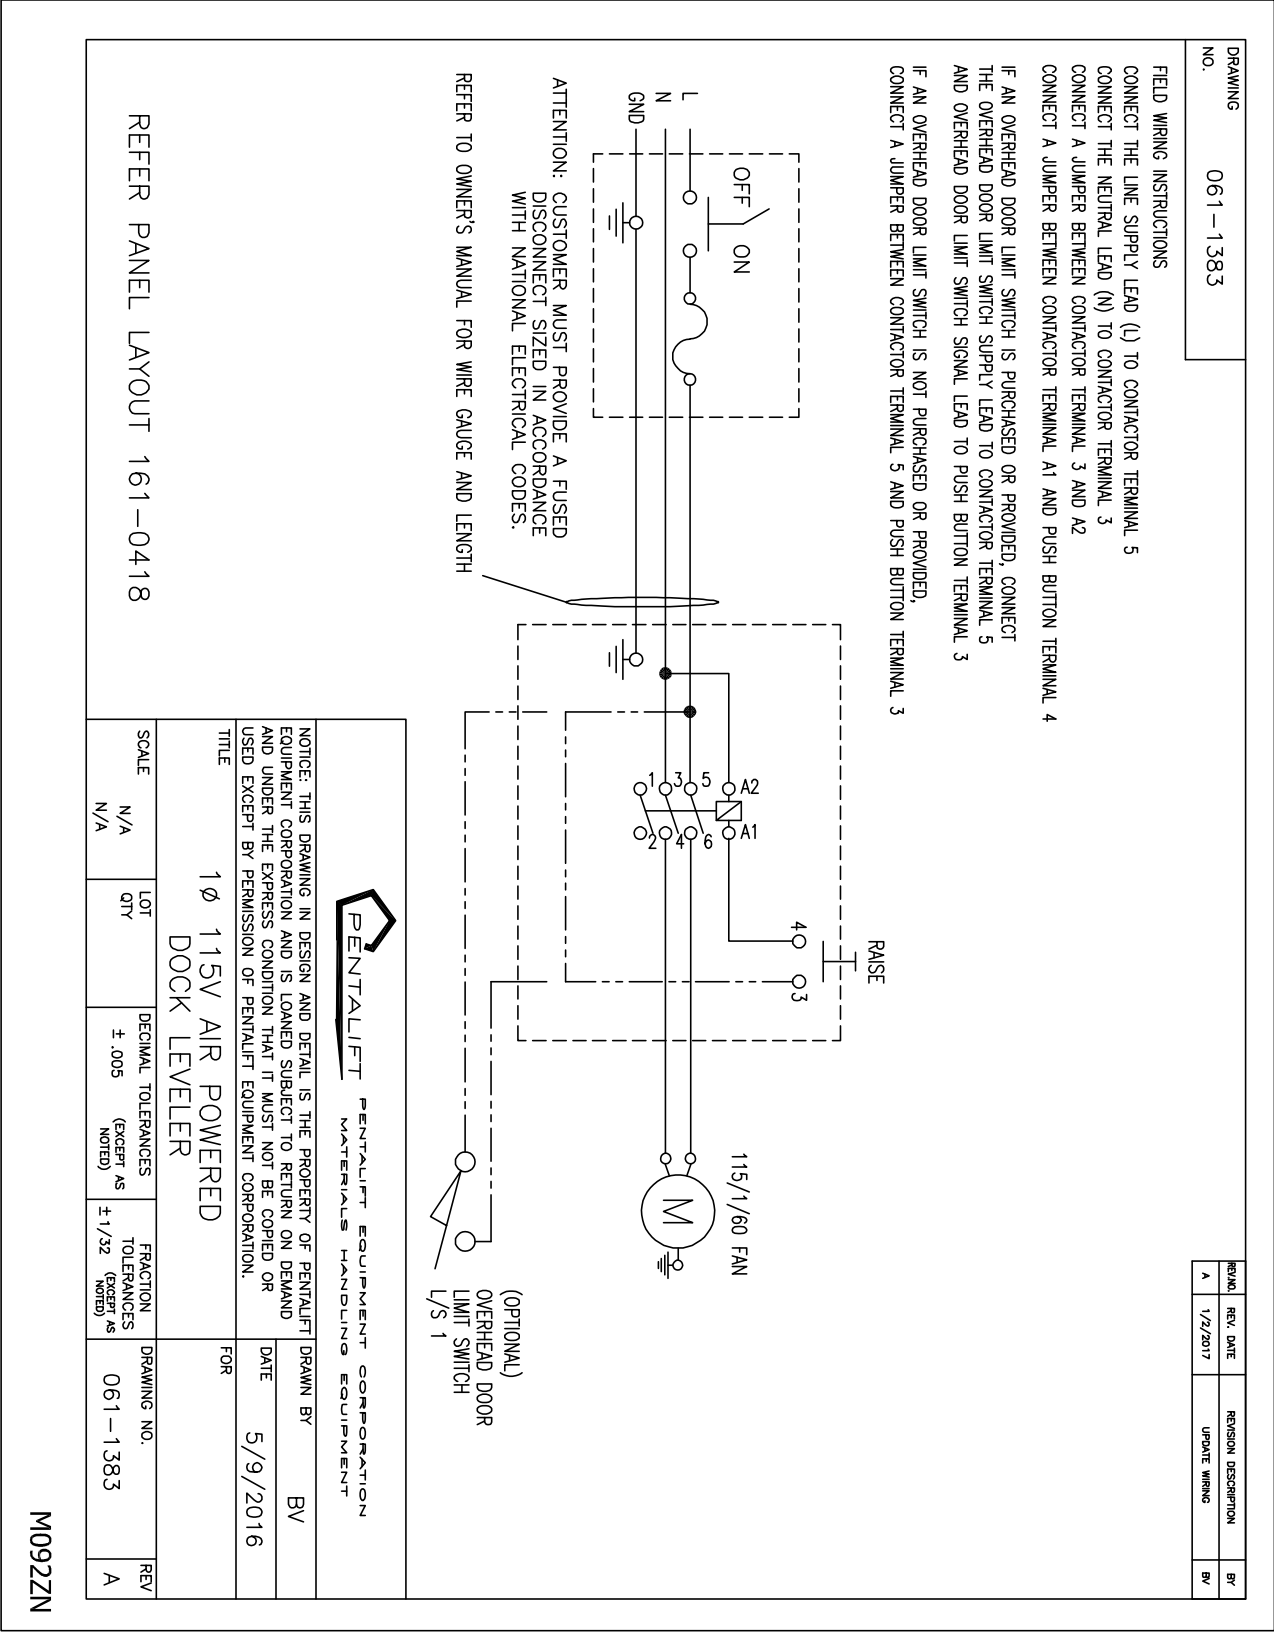 DRAWING
NO.
061-1383
REV.NO.
REV. DATE
REVISION DESCRIPTION
BY
A
1/2/2017
UPDATE WIRING
BV
FIELD WIRING INSTRUCTIONS
CONNECT THE LINE SUPPLY LEAD (L) TO CONTACTOR TERMINAL 5
CONNECT THE NEUTRAL LEAD (N) TO CONTACTOR TERMINAL 3
CONNECT A JUMPER BETWEEN CONTACTOR TERMINAL 3 AND A2
CONNECT A JUMPER BETWEEN CONTACTOR TERMINAL A1 AND PUSH BUTTON TERMINAL 4
IF AN OVERHEAD DOOR LIMIT SWITCH IS PURCHASED OR PROVIDED, CONNECT
THE OVERHEAD DOOR LIMIT SWITCH SUPPLY LEAD TO CONTACTOR TERMINAL 5
AND OVERHEAD DOOR LIMIT SWITCH SIGNAL LEAD TO PUSH BUTTON TERMINAL 3
IF AN OVERHEAD DOOR LIMIT SWITCH IS NOT PURCHASED OR PROVIDED,
CONNECT A JUMPER BETWEEN CONTACTOR TERMINAL 5 AND PUSH BUTTON TERMINAL 3
RAISE
4
3
OFF
ON
A2
A1
115/1/60 FAN
L
N
GND
5
6
3
4
1
2
M
ATTENTION: CUSTOMER MUST PROVIDE A FUSED
DISCONNECT SIZED IN ACCORDANCE
WITH NATIONAL ELECTRICAL CODES.
REFER TO OWNER'S MANUAL FOR WIRE GAUGE AND LENGTH
(OPTIONAL)
OVERHEAD DOOR
LIMIT SWITCH
L/S 1
REFER PANEL LAYOUT 161-0418
PENTALIFT
PENTALIFT EQUIPMENT CORPORATION
MATERIALS HANDLING EQUIPMENT
NOTICE: THIS DRAWING IN DESIGN AND DETAIL IS THE PROPERTY OF PENTALIFT
EQUIPMENT CORPORATION AND IS LOANED SUBJECT TO RETURN ON DEMAND
AND UNDER THE EXPRESS CONDITION THAT IT MUST NOT BE COPIED OR
USED EXCEPT BY PERMISSION OF PENTALIFT EQUIPMENT CORPORATION.
DRAWN BY
BV
DATE
5/9/2016
TITLE
1Ø 115V AIR POWERED
DOCK LEVELER
FOR
SCALE
N/A
N/A
LOT
QTY
DECIMAL TOLERANCES
± .005
(EXCEPT AS
NOTED)
FRACTION
TOLERANCES
±1/32
(EXCEPT AS
NOTED)
DRAWING NO.
061-1383
REV
A
M092ZN